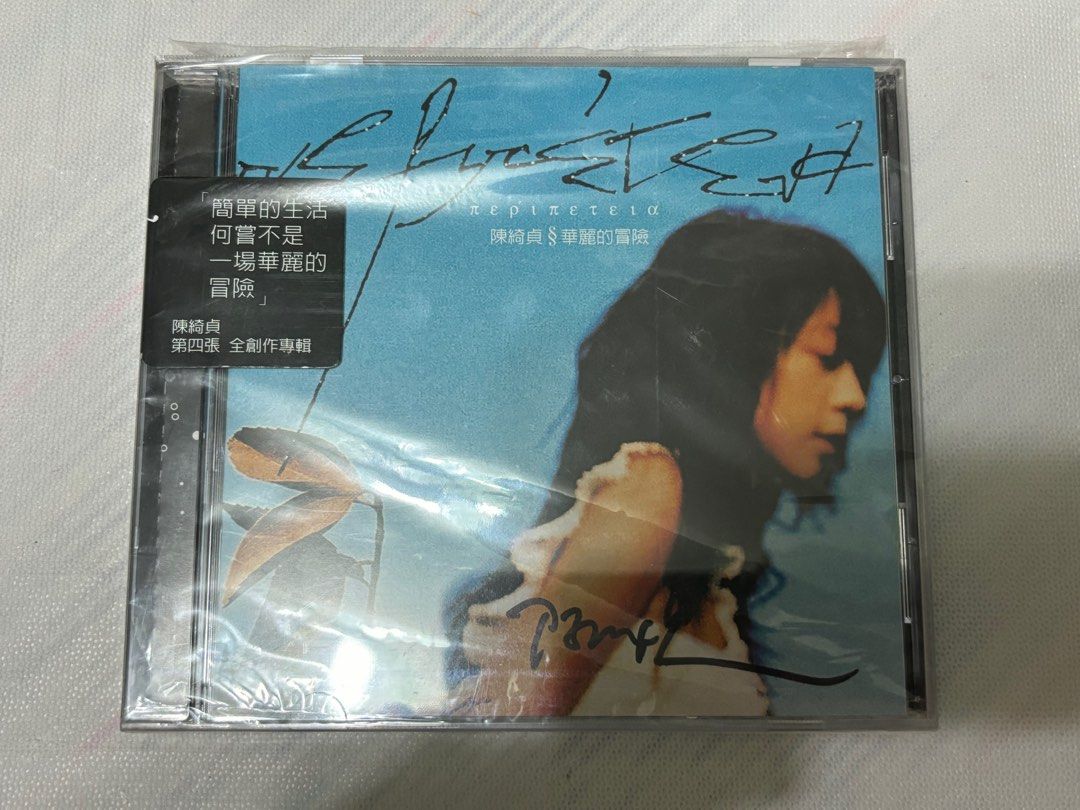 περιπετεια
陳綺貞 § 華麗的冒險
「簡單的生活
何嘗不是
一場華麗的
冒險」
陳綺貞
第四張 全創作專輯